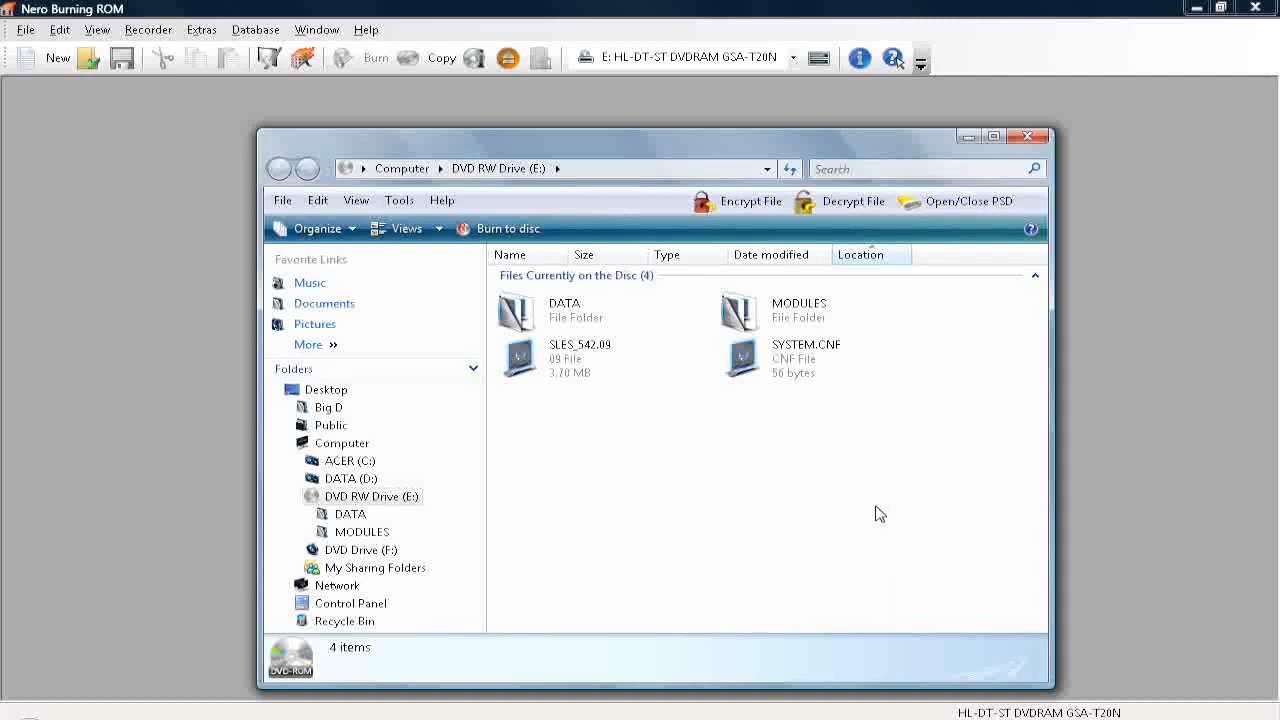 Nero Burning ROM
File Edit View Recorder Extras Database Window Help
New Burn Copy E: HL-DT-ST DVDRAM GSA-T20N
Computer DVD RW Drive (E:) Search
File Edit View Tools Help Encrypt File Decrypt File Open/Close PSD
Organize Views Burn to disc
Favorite Links
Music
Documents
Pictures
More »
Folders
Desktop
Big D
Public
Computer
ACER (C:)
DATA (D:)
DVD RW Drive (E:)
DATA
MODULES
DVD Drive (F:)
My Sharing Folders
Network
Control Panel
Recycle Bin
Name Size Type Date modified Location
Files Currently on the Disc (4)
DATA
File Folder
MODULES
File Folder
SLES_542.09
09 File
3.70 MB
SYSTEM.CNF
CNF File
56 bytes
DVD-ROM
4 items
HL-DT-ST DVDRAM GSA-T20N